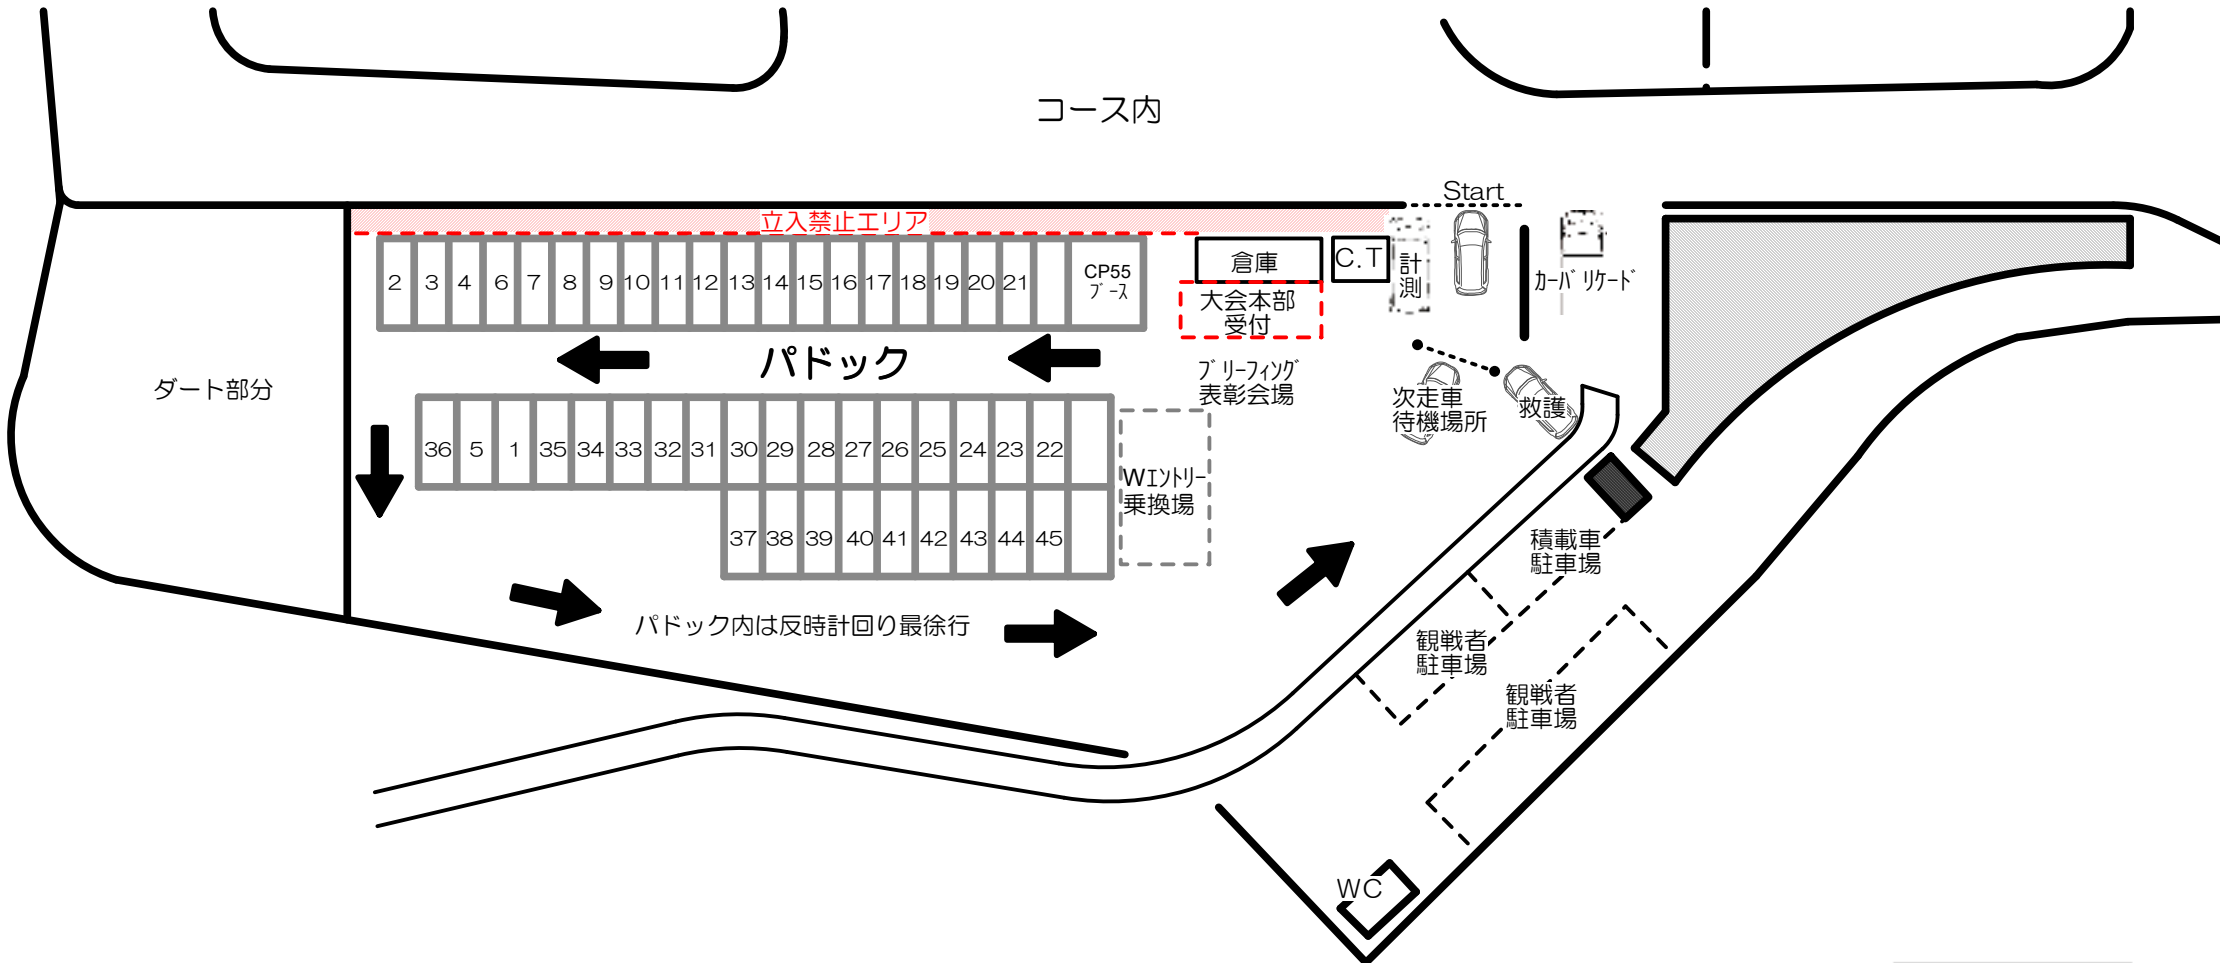 コース内
Start
立入禁止エリア
2 3 4 6 7 8 9 10 11 12 13 14 15 16 17 18 19 20 21
CP55
ブース
倉庫
C.T
計
測
カーバリケード
大会本部
受付
パドック
ブリーフィング
表彰会場
次走車
待機場所
救護
ダート部分
36 5 1 35 34 33 32 31 30 29 28 27 26 25 24 23 22
Wエントリー
乗換場
37 38 39 40 41 42 43 44 45
積載車
駐車場
パドック内は反時計回り最徐行
観戦者
駐車場
観戦者
駐車場
WC